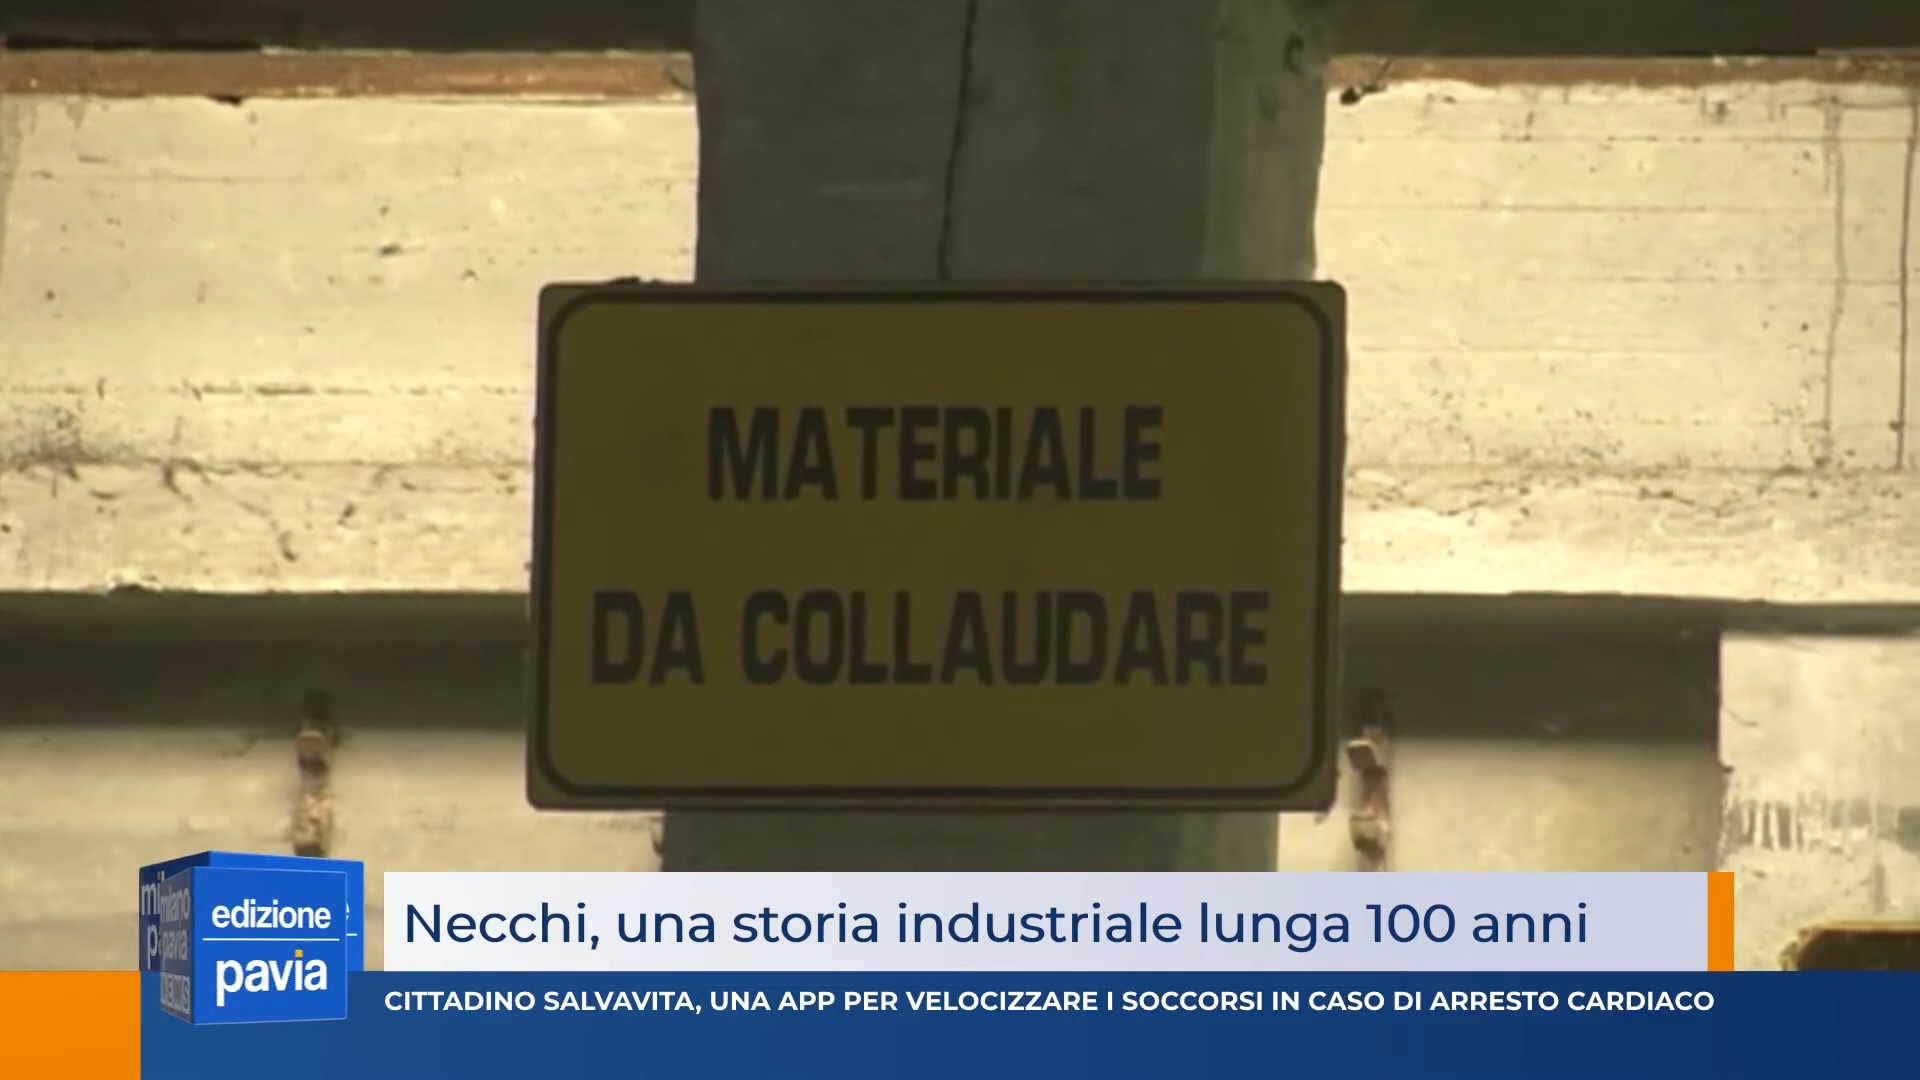 MATERIALE
DA COLLAUDARE
edizione
pavia
milano
pavia
NEWS
Necchi, una storia industriale lunga 100 anni
CITTADINO SALVAVITA, UNA APP PER VELOCIZZARE I SOCCORSI IN CASO DI ARRESTO CARDIACO